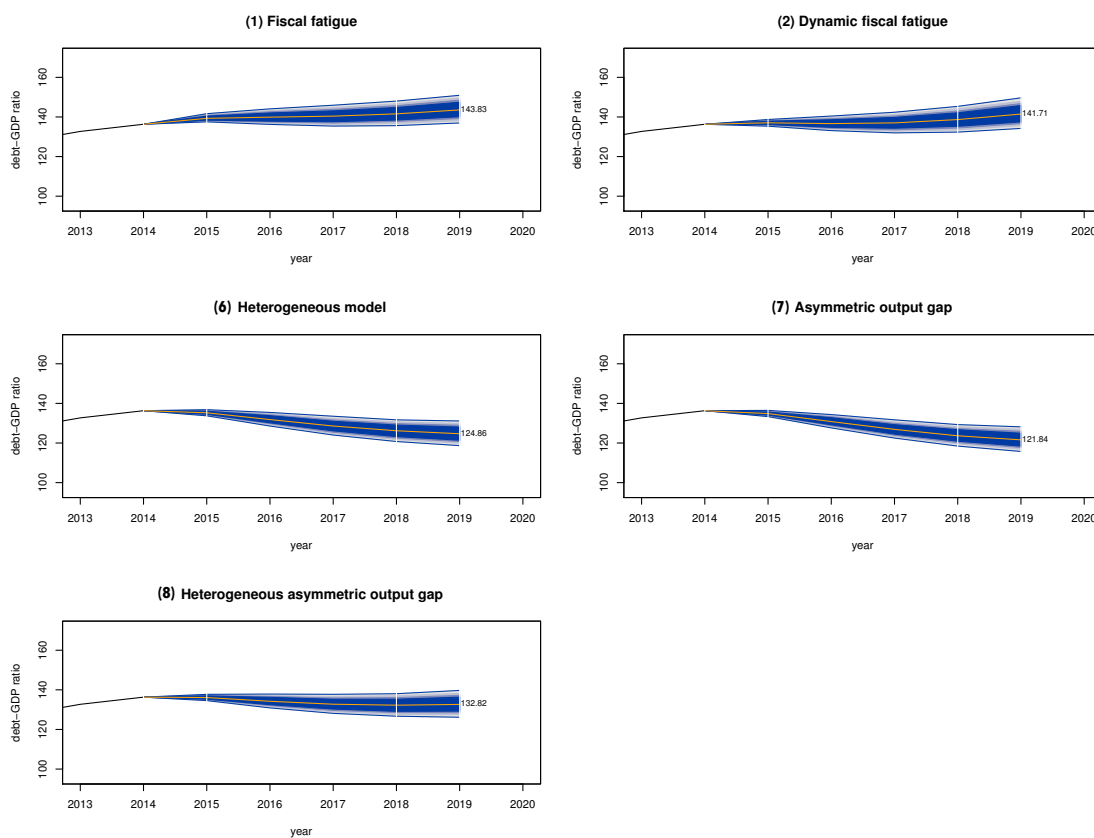 (1) Fiscal fatigue
debt−GDP ratio
160
140
120
100
143.83
2013 2014 2015 2016 2017 2018 2019 2020
year
(2) Dynamic fiscal fatigue
debt−GDP ratio
160
140
120
100
141.71
2013 2014 2015 2016 2017 2018 2019 2020
year
(6) Heterogeneous model
debt−GDP ratio
160
140
120
100
124.86
2013 2014 2015 2016 2017 2018 2019 2020
year
(7) Asymmetric output gap
debt−GDP ratio
160
140
120
100
121.84
2013 2014 2015 2016 2017 2018 2019 2020
year
(8) Heterogeneous asymmetric output gap
debt−GDP ratio
160
140
120
100
132.82
2013 2014 2015 2016 2017 2018 2019 2020
year